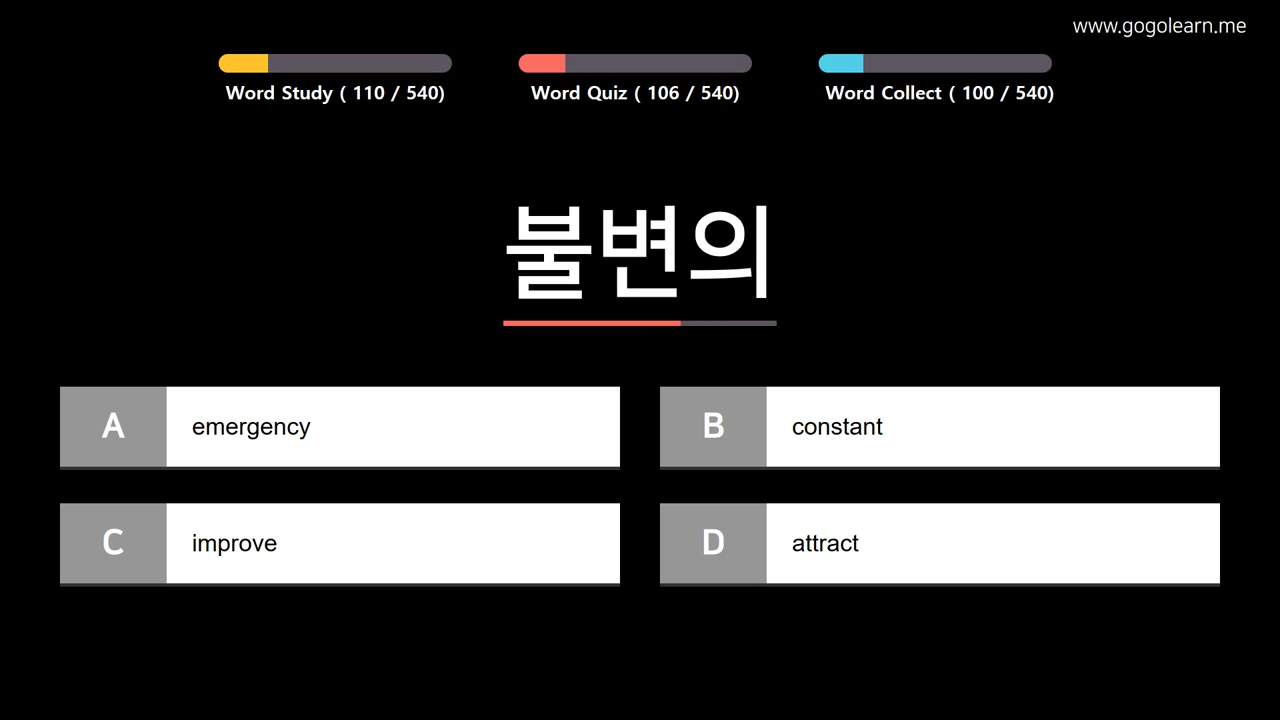 www.gogolearn.me
Word Study ( 110 / 540)
Word Quiz ( 106 / 540)
Word Collect ( 100 / 540)
불변의
A emergency
B constant
C improve
D attract